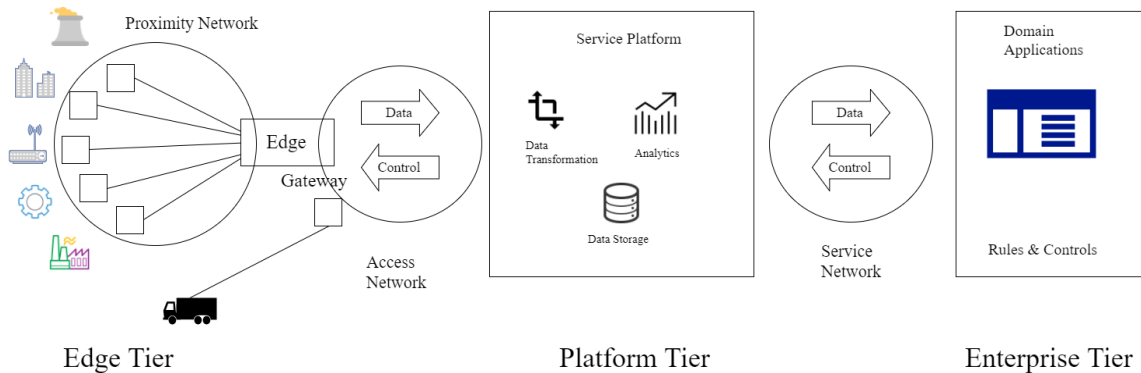 Proximity Network
Edge
Gateway
Data
Control
Access
Network
Service Platform
Data
Transformation
Analytics
Data Storage
Data
Control
Service
Network
Domain
Applications
Rules & Controls
Edge Tier
Platform Tier
Enterprise Tier